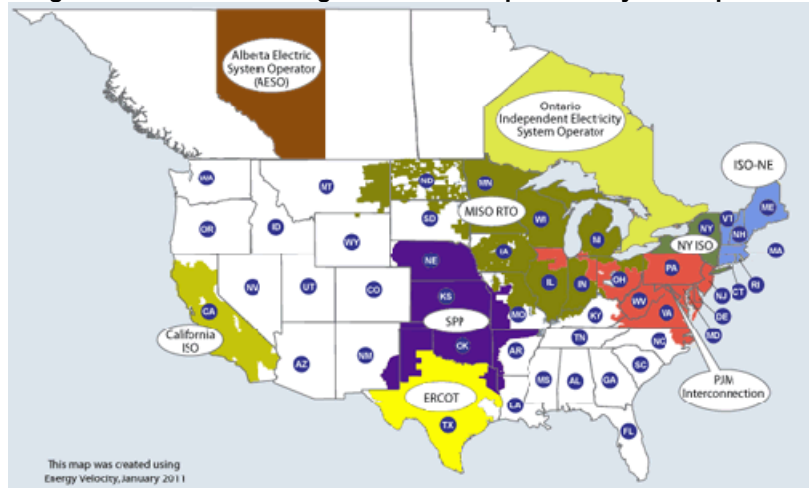 Alberta Electric
System Operator
(AESO)
Ontario
Independent Electricity
System Operator
ISO-NE
WA
MT
ND
MN
ME
VT
OR
ID
SD
MISO RTO
WI
MI
NY
NH
NY ISO
MA
WY
IA
NE
PA
RI
NV
UT
CO
IL
IN
OH
NJ
CT
CA
KS
MO
WV
VA
DE
KY
MD
California
ISO
SPP
AZ
NM
OK
AR
TN
NC
SC
PJM
Interconnection
MS
AL
GA
ERCOT
LA
TX
FL
This map was created using
Energy Velocity, January 2011